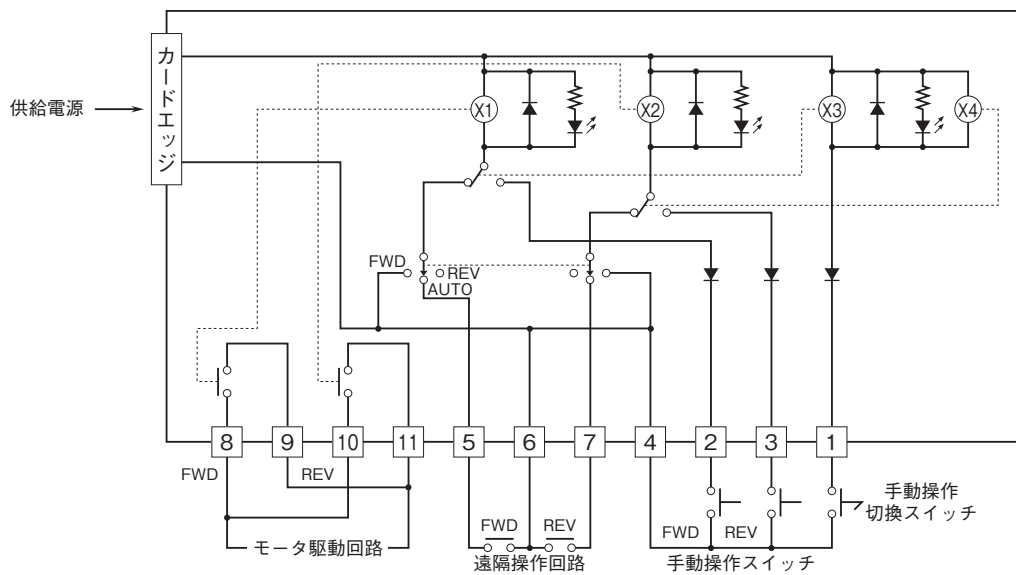 カードエッジ
供給電源
X1
X2
X3
X4
FWD
REV
AUTO
8
9
10
11
5
6
7
4
2
3
1
FWD
REV
モータ駆動回路
FWD
REV
遠隔操作回路
FWD
REV
手動操作スイッチ
手動操作
切換スイッチ